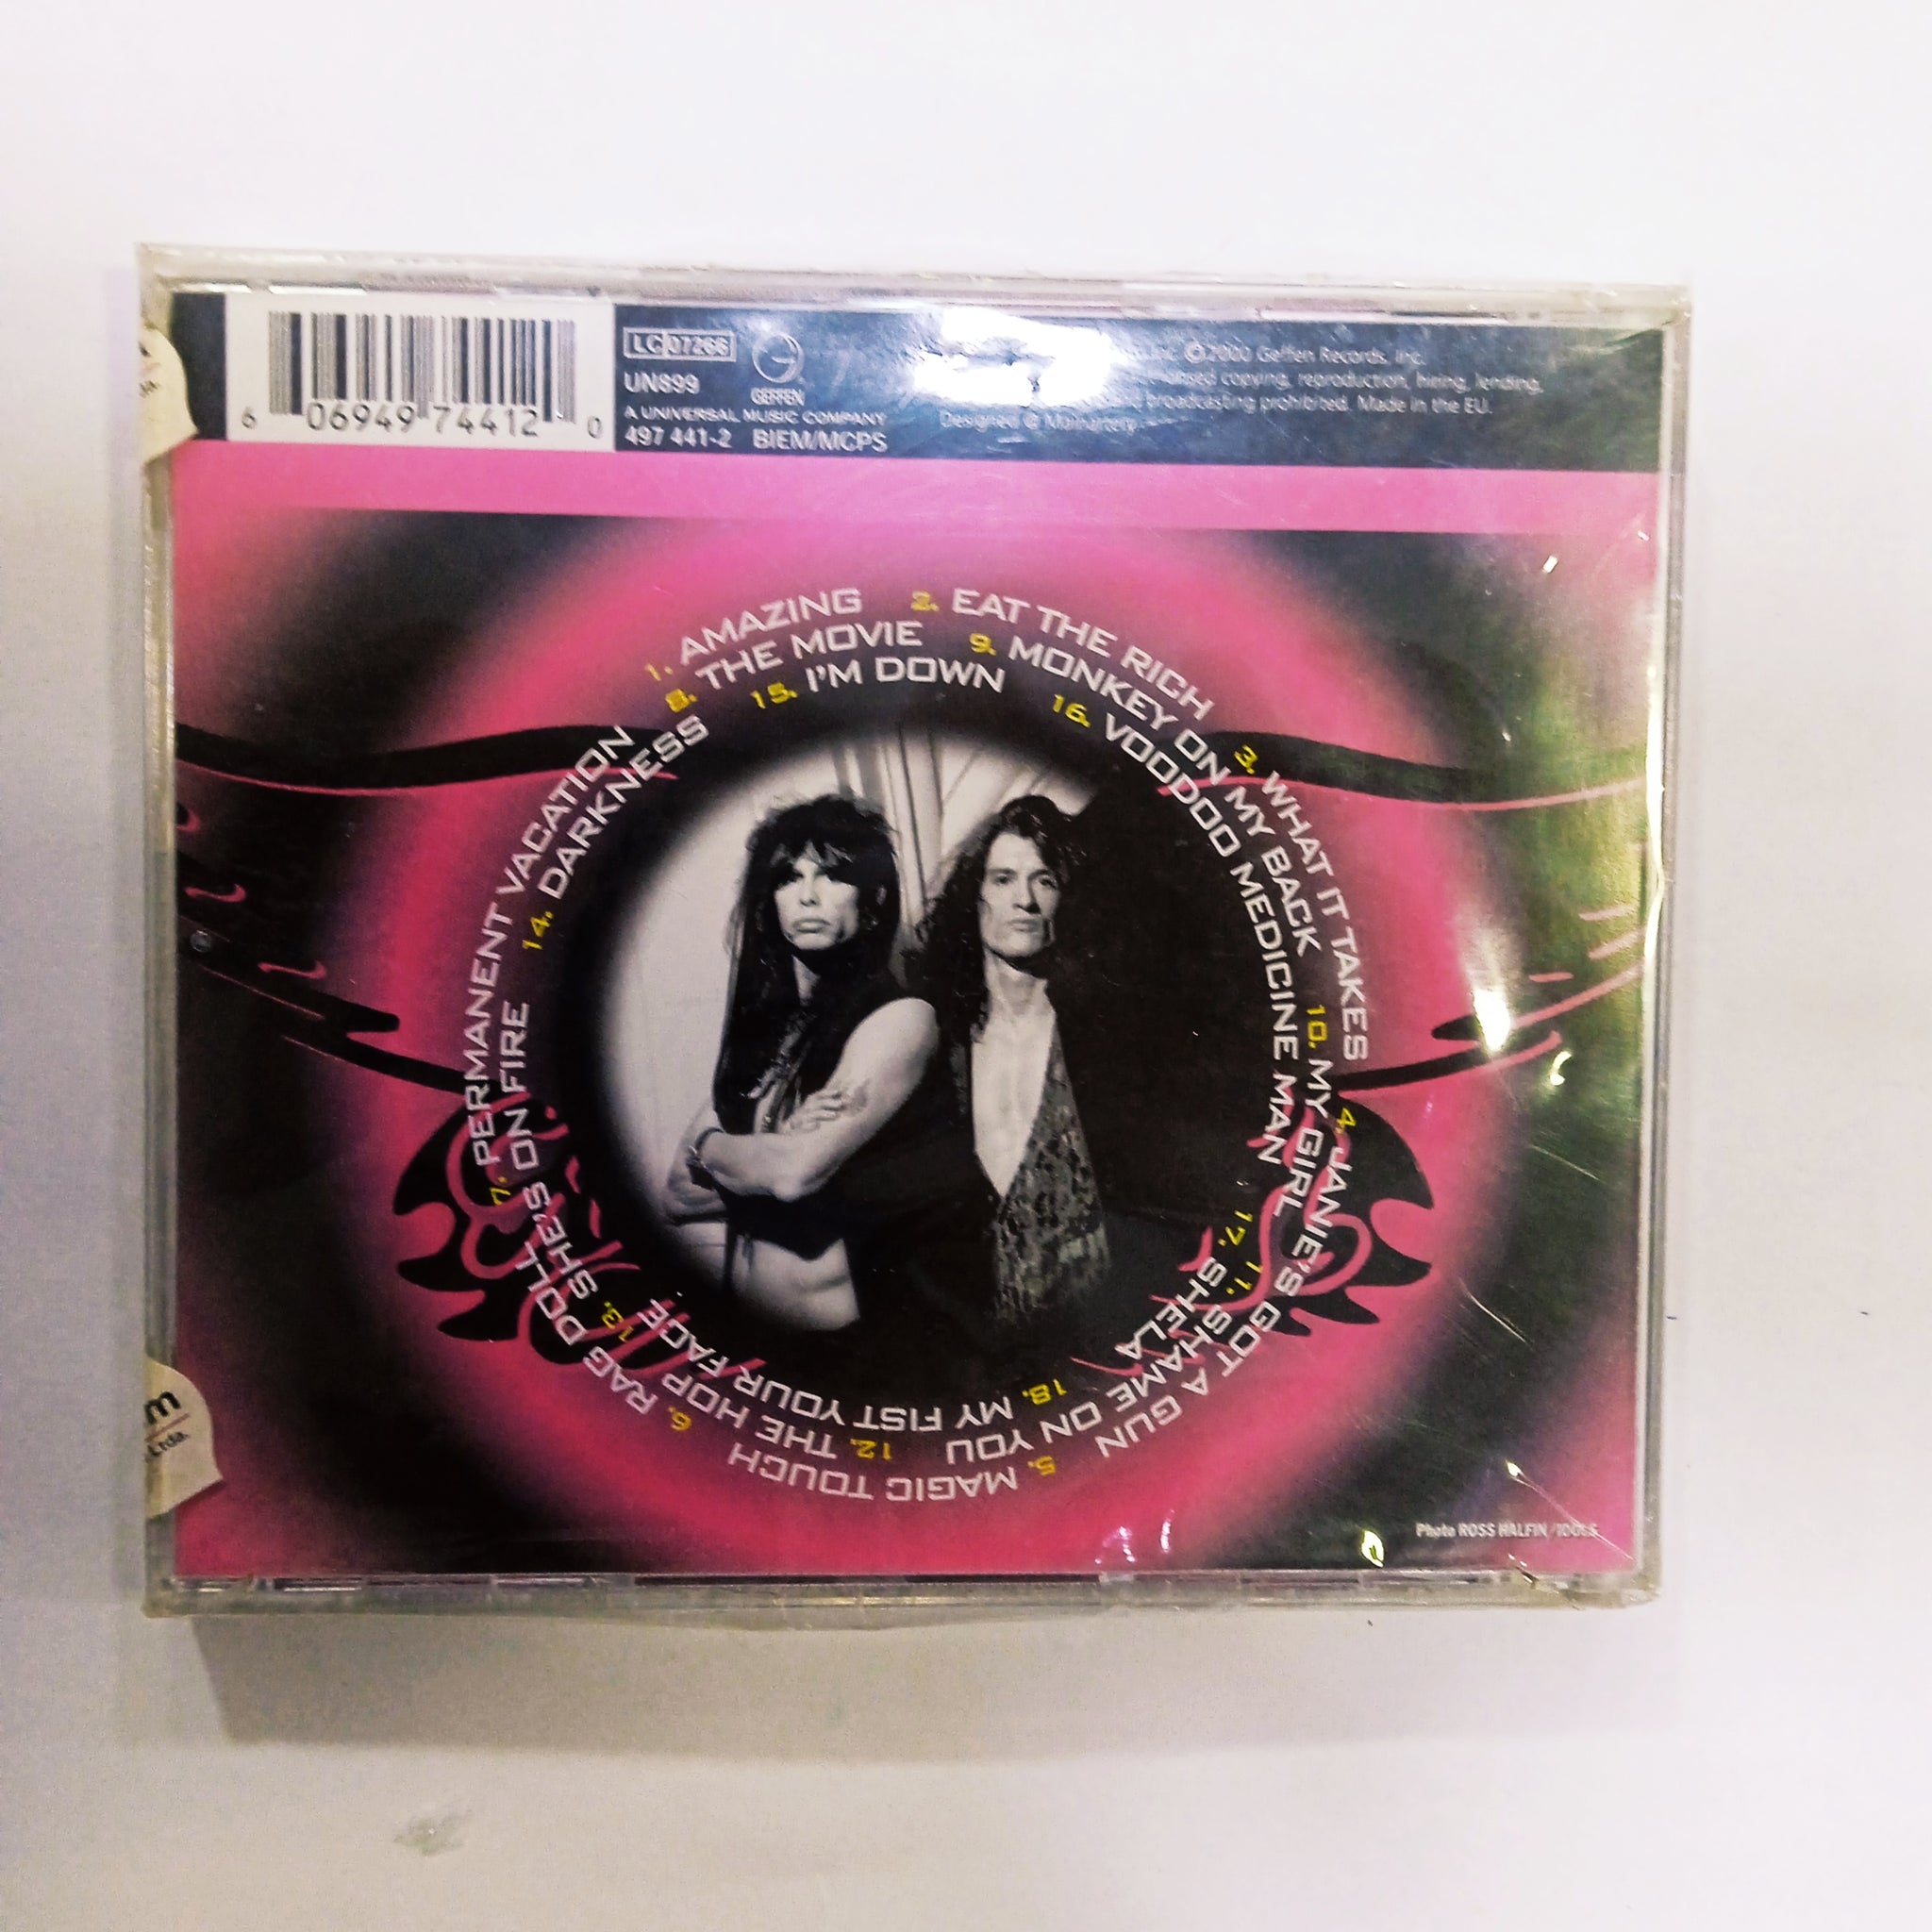 6 06949 74412 0
LC 07266
UN899
GEFFEN
A UNIVERSAL MUSIC COMPANY
497 441-2 BIEM/MCPS
©2000 Geffen Records, Inc.
copying, reproduction, hiring, lending,
broadcasting prohibited. Made in the EU.
Designed @
1. AMAZING
2. EAT THE RICH
3. WHAT IT TAKES
4. JANIE'S GOT A GUN
5. MAGIC TOUCH
6. RAG DOLL
7. PERMANENT VACATION
8. THE MOVIE
9. MONKEY ON MY BACK
10. MY GIRL
11. SHAME ON YOU
12. THE HOP
13. SHE'S ON FIRE
14. DARKNESS
15. I'M DOWN
16. VOODOO MEDICINE MAN
17. SHELA
18. MY FIST YOUR FACE
m
Ltda.
Photo ROSS HALFIN / IDOLS